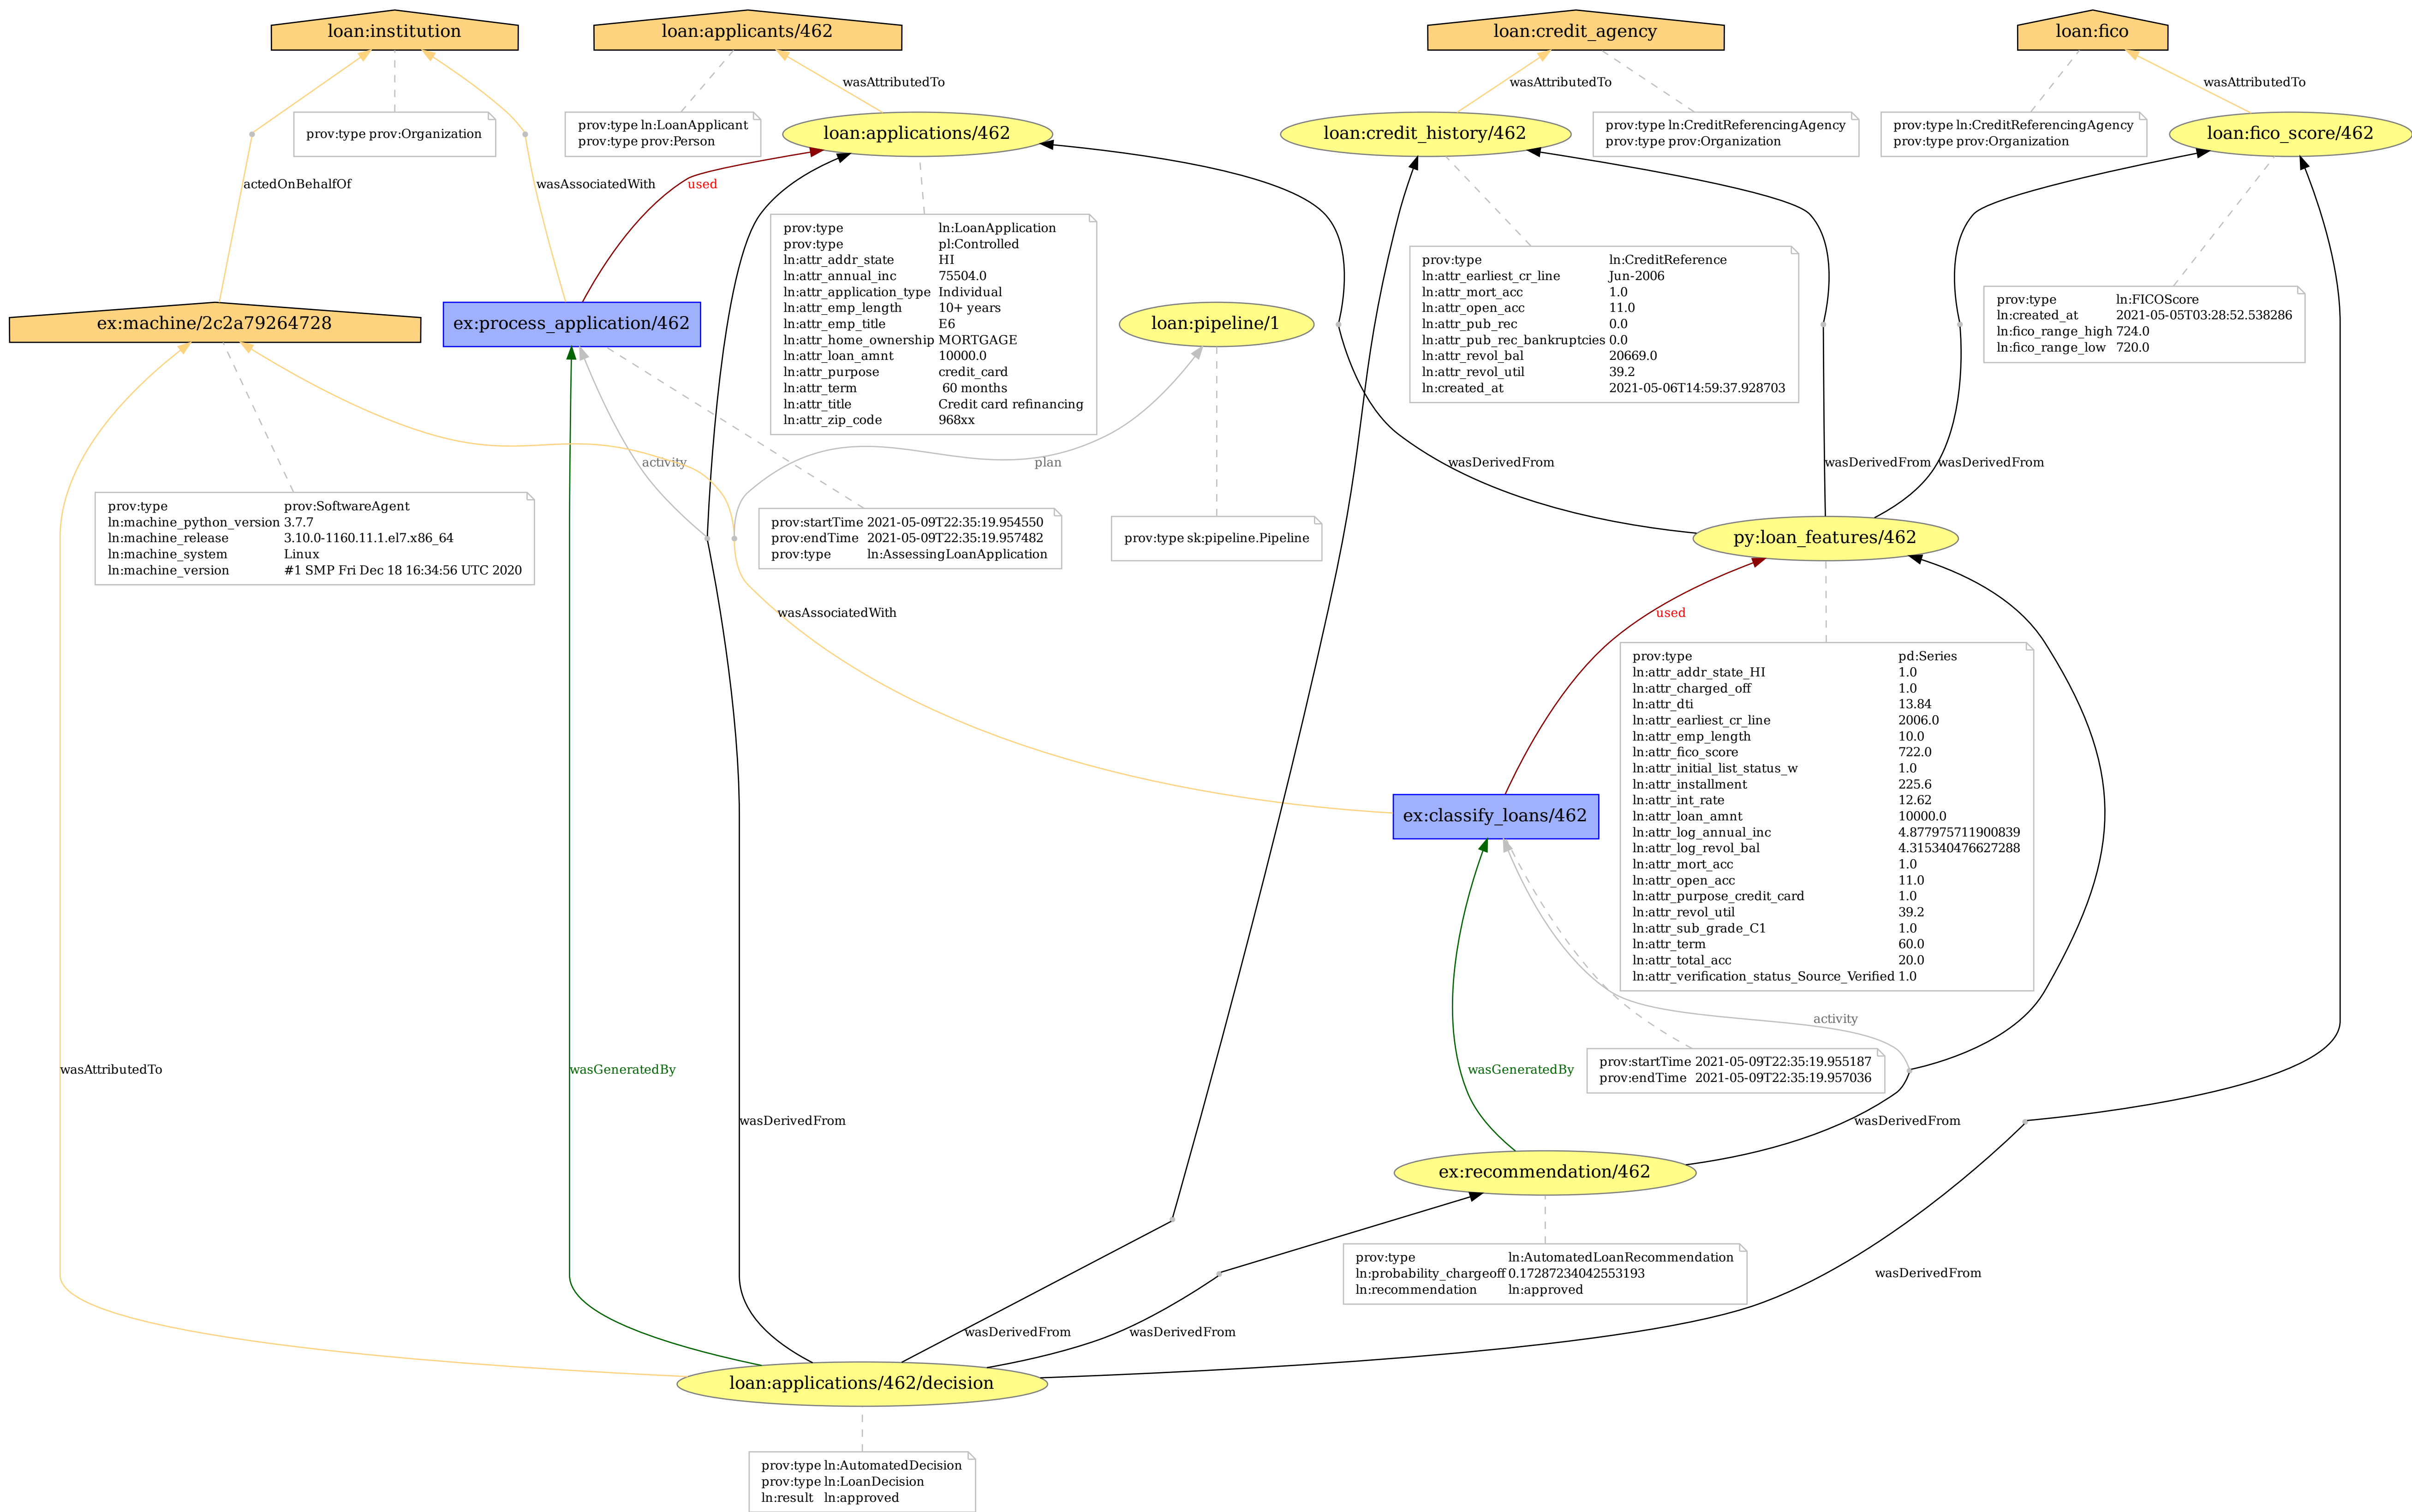 loan:institution
loan:applicants/462
loan:credit_agency
loan:fico
wasAttributedTo
wasAttributedTo
wasAttributedTo
prov:type prov:Organization
prov:type ln:LoanApplicant
prov:type prov:Person
loan:applications/462
loan:credit_history/462
prov:type ln:CreditReferencingAgency
prov:type prov:Organization
prov:type ln:CreditReferencingAgency
prov:type prov:Organization
loan:fico_score/462
actedOnBehalfOf
wasAssociatedWith
used
prov:type ln:LoanApplication
prov:type pl:Controlled
ln:attr_addr_state HI
ln:attr_annual_inc 75504.0
ln:attr_application_type Individual
ln:attr_emp_length 10+ years
ln:attr_emp_title E6
ln:attr_home_ownership MORTGAGE
ln:attr_loan_amnt 10000.0
ln:attr_purpose credit_card
ln:attr_term 60 months
ln:attr_title Credit card refinancing
ln:attr_zip_code 968xx
prov:type ln:CreditReference
ln:attr_earliest_cr_line Jun-2006
ln:attr_mort_acc 1.0
ln:attr_open_acc 11.0
ln:attr_pub_rec 0.0
ln:attr_pub_rec_bankruptcies 0.0
ln:attr_revol_bal 20669.0
ln:attr_revol_util 39.2
ln:created_at 2021-05-06T14:59:37.928703
prov:type ln:FICOScore
ln:created_at 2021-05-05T03:28:52.538286
ln:fico_range_high 724.0
ln:fico_range_low 720.0
ex:machine/2c2a79264728
ex:process_application/462
loan:pipeline/1
activity
plan
wasDerivedFrom
wasDerivedFrom
wasDerivedFrom
prov:type prov:SoftwareAgent
ln:machine_python_version 3.7.7
ln:machine_release 3.10.0-1160.11.1.el7.x86_64
ln:machine_system Linux
ln:machine_version #1 SMP Fri Dec 18 16:34:56 UTC 2020
prov:startTime 2021-05-09T22:35:19.954550
prov:endTime 2021-05-09T22:35:19.957482
prov:type ln:AssessingLoanApplication
prov:type sk:pipeline.Pipeline
py:loan_features/462
wasAssociatedWith
used
prov:type pd:Series
ln:attr_addr_state_HI 1.0
ln:attr_charged_off 1.0
ln:attr_dti 13.84
ln:attr_earliest_cr_line 2006.0
ln:attr_emp_length 10.0
ln:attr_fico_score 722.0
ln:attr_initial_list_status_w 1.0
ln:attr_installment 225.6
ln:attr_int_rate 12.62
ln:attr_loan_amnt 10000.0
ln:attr_log_annual_inc 4.877975711900839
ln:attr_log_revol_bal 4.315340476627288
ln:attr_mort_acc 1.0
ln:attr_open_acc 11.0
ln:attr_purpose_credit_card 1.0
ln:attr_revol_util 39.2
ln:attr_sub_grade_C1 1.0
ln:attr_term 60.0
ln:attr_total_acc 20.0
ln:attr_verification_status_Source_Verified 1.0
ex:classify_loans/462
activity
wasAttributedTo
wasGeneratedBy
wasGeneratedBy
prov:startTime 2021-05-09T22:35:19.955187
prov:endTime 2021-05-09T22:35:19.957036
wasDerivedFrom
wasDerivedFrom
ex:recommendation/462
prov:type ln:AutomatedLoanRecommendation
ln:probability_chargeoff 0.17287234042553193
ln:recommendation ln:approved
wasDerivedFrom
wasDerivedFrom
wasDerivedFrom
loan:applications/462/decision
prov:type ln:AutomatedDecision
prov:type ln:LoanDecision
ln:result ln:approved